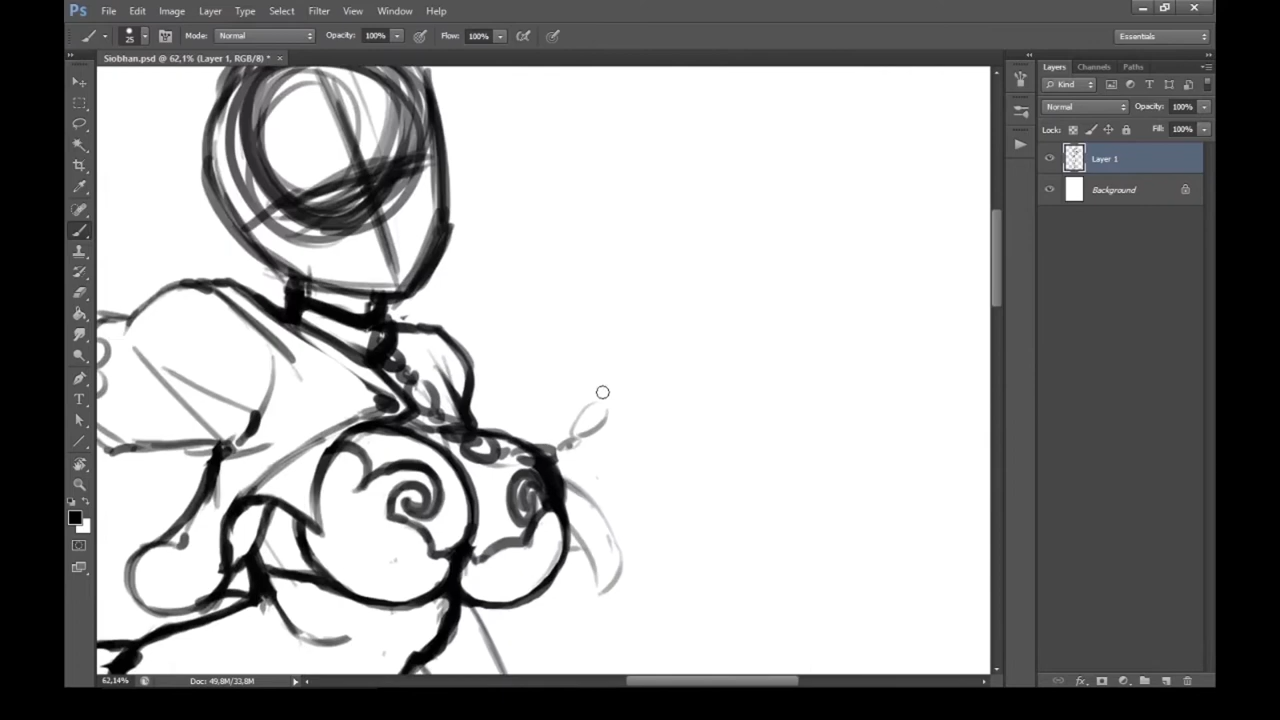 Ps File Edit Image Layer Type Select Filter View Window Help
25 Mode: Normal Opacity: 100% Flow: 100% Essentials
Siobhan.psd @ 62,1% (Layer 1, RGB/8) * ×
Layers Channels Paths
Kind
Normal Opacity: 100%
Lock: Fill: 100%
Layer 1
Background
62,14% Doc: 49,8M/33,8M